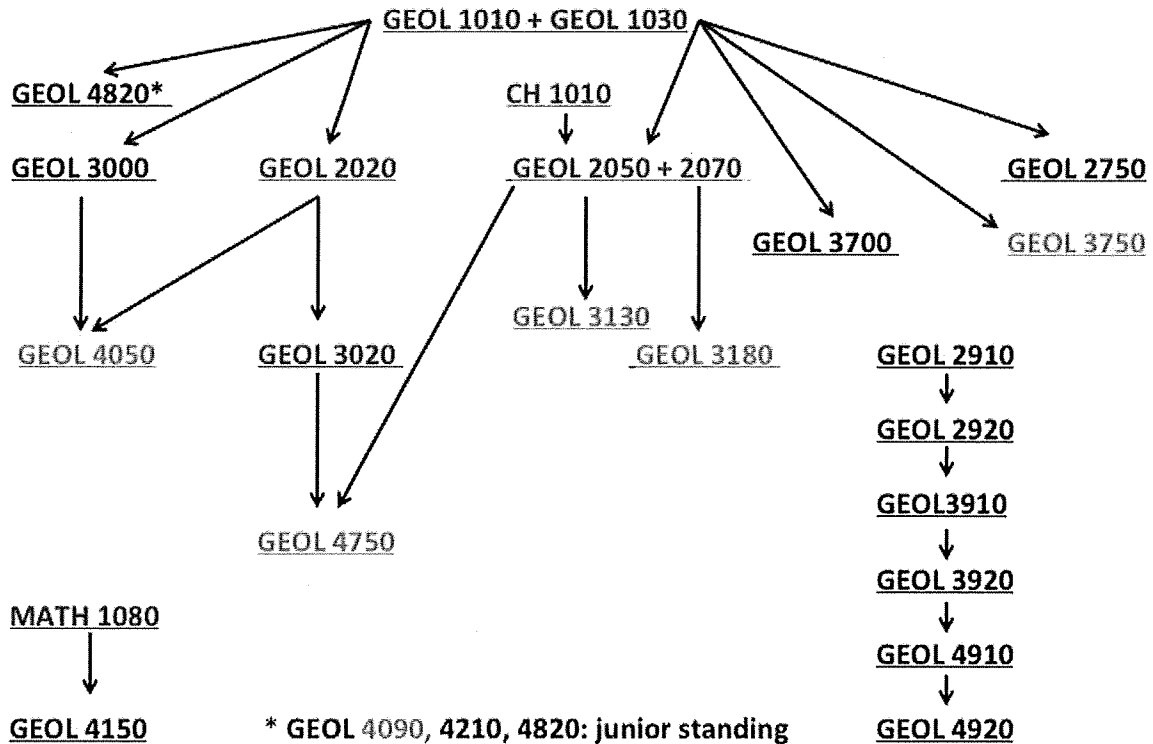 GEOL 1010 + GEOL 1030
GEOL 4820*
CH 1010
GEOL 3000
GEOL 2020
GEOL 2050 + 2070
GEOL 2750
GEOL 3700
GEOL 3750
GEOL 3130
GEOL 4050
GEOL 3020
GEOL 3180
GEOL 2910
GEOL 2920
GEOL3910
GEOL 4750
GEOL 3920
MATH 1080
GEOL 4910
GEOL 4150
* GEOL 4090, 4210, 4820: junior standing
GEOL 4920